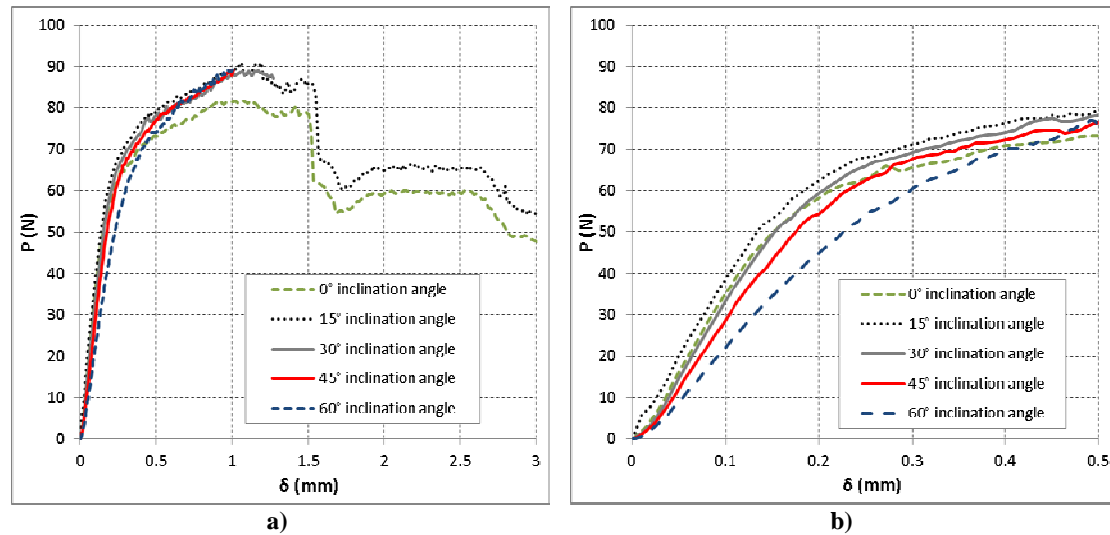 100
90
80
70
60
50
40
30
20
10
0
P (N)
0° inclination angle
15° inclination angle
30° inclination angle
45° inclination angle
60° inclination angle
0 0.5 1 1.5 2 2.5 3
δ (mm)
a)
100
90
80
70
60
50
40
30
20
10
0
P (N)
0° inclination angle
15° inclination angle
30° inclination angle
45° inclination angle
60° inclination angle
0 0.1 0.2 0.3 0.4 0.5
δ (mm)
b)